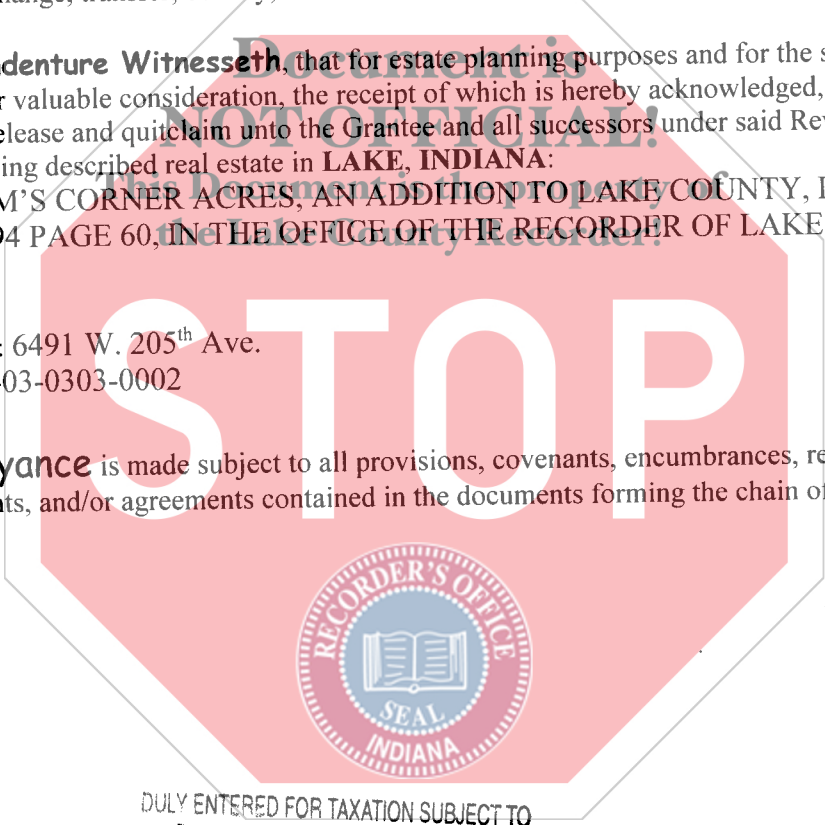 denture Witnesseth, that for estate planning purposes and for the s
Document is
r valuable consideration, the receipt of which is hereby acknowledged,
NOT OFFICIAL!
elease and quitclaim unto the Grantee and all successors under said Rev
ing described real estate in LAKE, INDIANA:
This Document is the property of
M'S CORNER ACRES, AN ADDITION TO LAKE COUNTY, I
the Lake County Recorder!
04 PAGE 60, IN THE OFFICE OF THE RECORDER OF LAKE
: 6491 W. 205th Ave.
-03-0303-0002
STOP
yance is made subject to all provisions, covenants, encumbrances, re
ts, and/or agreements contained in the documents forming the chain of
RECORDER'S OFFICE
SEAL
INDIANA
DULY ENTERED FOR TAXATION SUBJECT TO